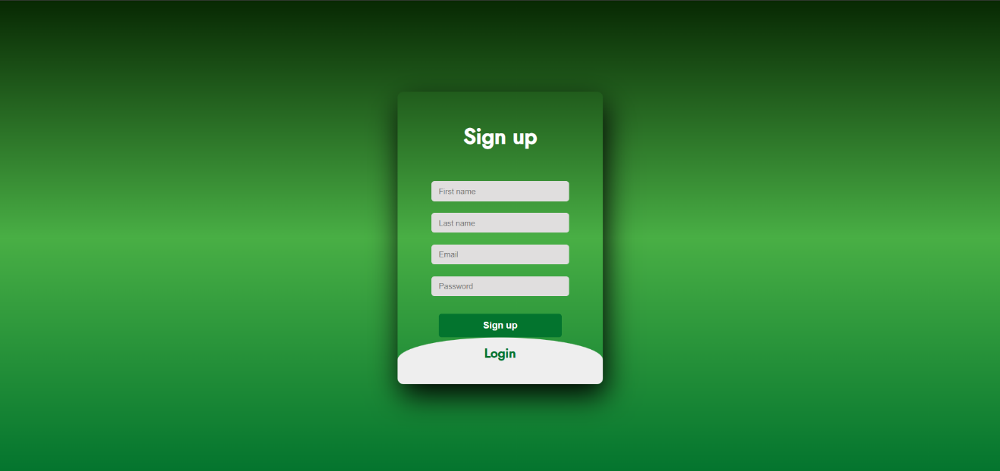 Sign up
First name
Last name
Email
Password
Sign up
Login